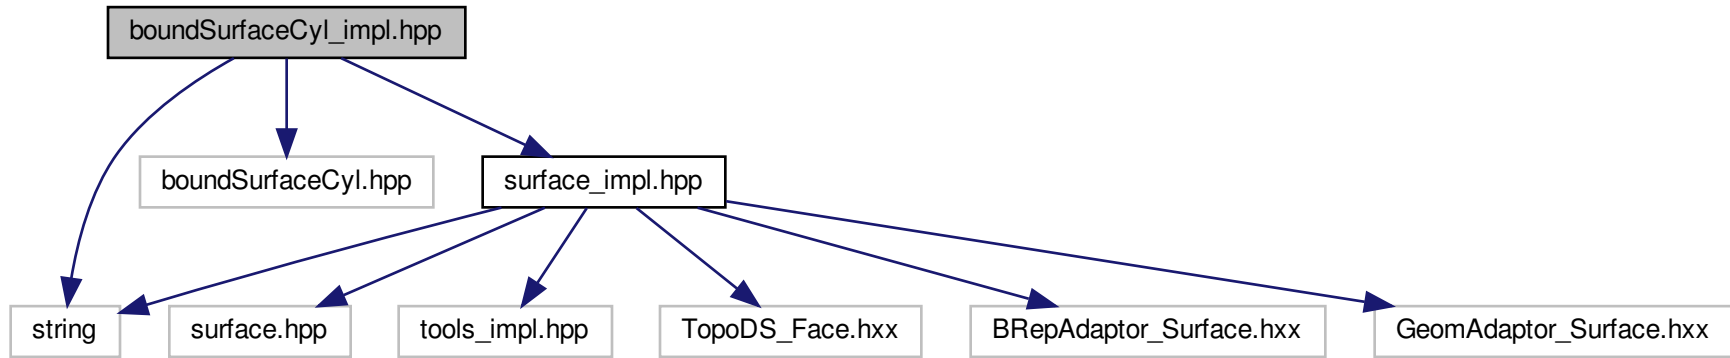 boundSurfaceCyl_impl.hpp
boundSurfaceCyl.hpp
surface_impl.hpp
string
surface.hpp
tools_impl.hpp
TopoDS_Face.hxx
BRepAdaptor_Surface.hxx
GeomAdaptor_Surface.hxx